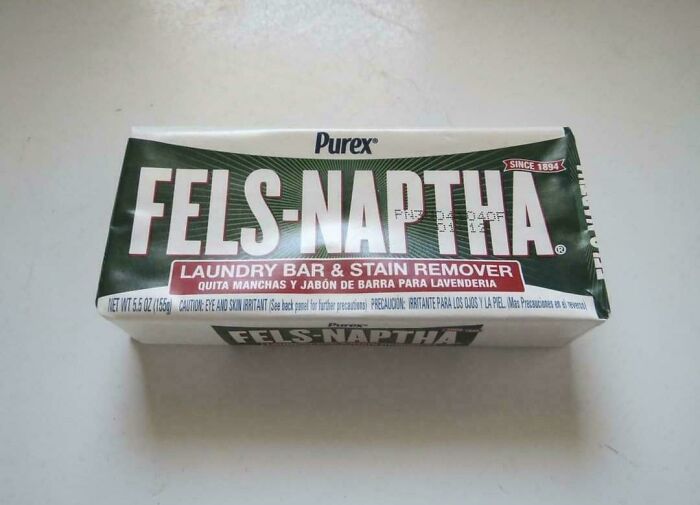 Purex®
SINCE 1894
FELS-NAPTHA®
LAUNDRY BAR & STAIN REMOVER
QUITA MANCHAS Y JABÓN DE BARRA PARA LAVENDERIA
NET WT 5.5 OZ (155g) CAUTION: EYE AND SKIN IRRITANT (See back panel for further precautions) PRECAUCIÓN: IRRITANTE PARA LOS OJOS Y LA PIEL. (Mas Precauciones en el reverso)
Purex®
FELS-NAPTHA